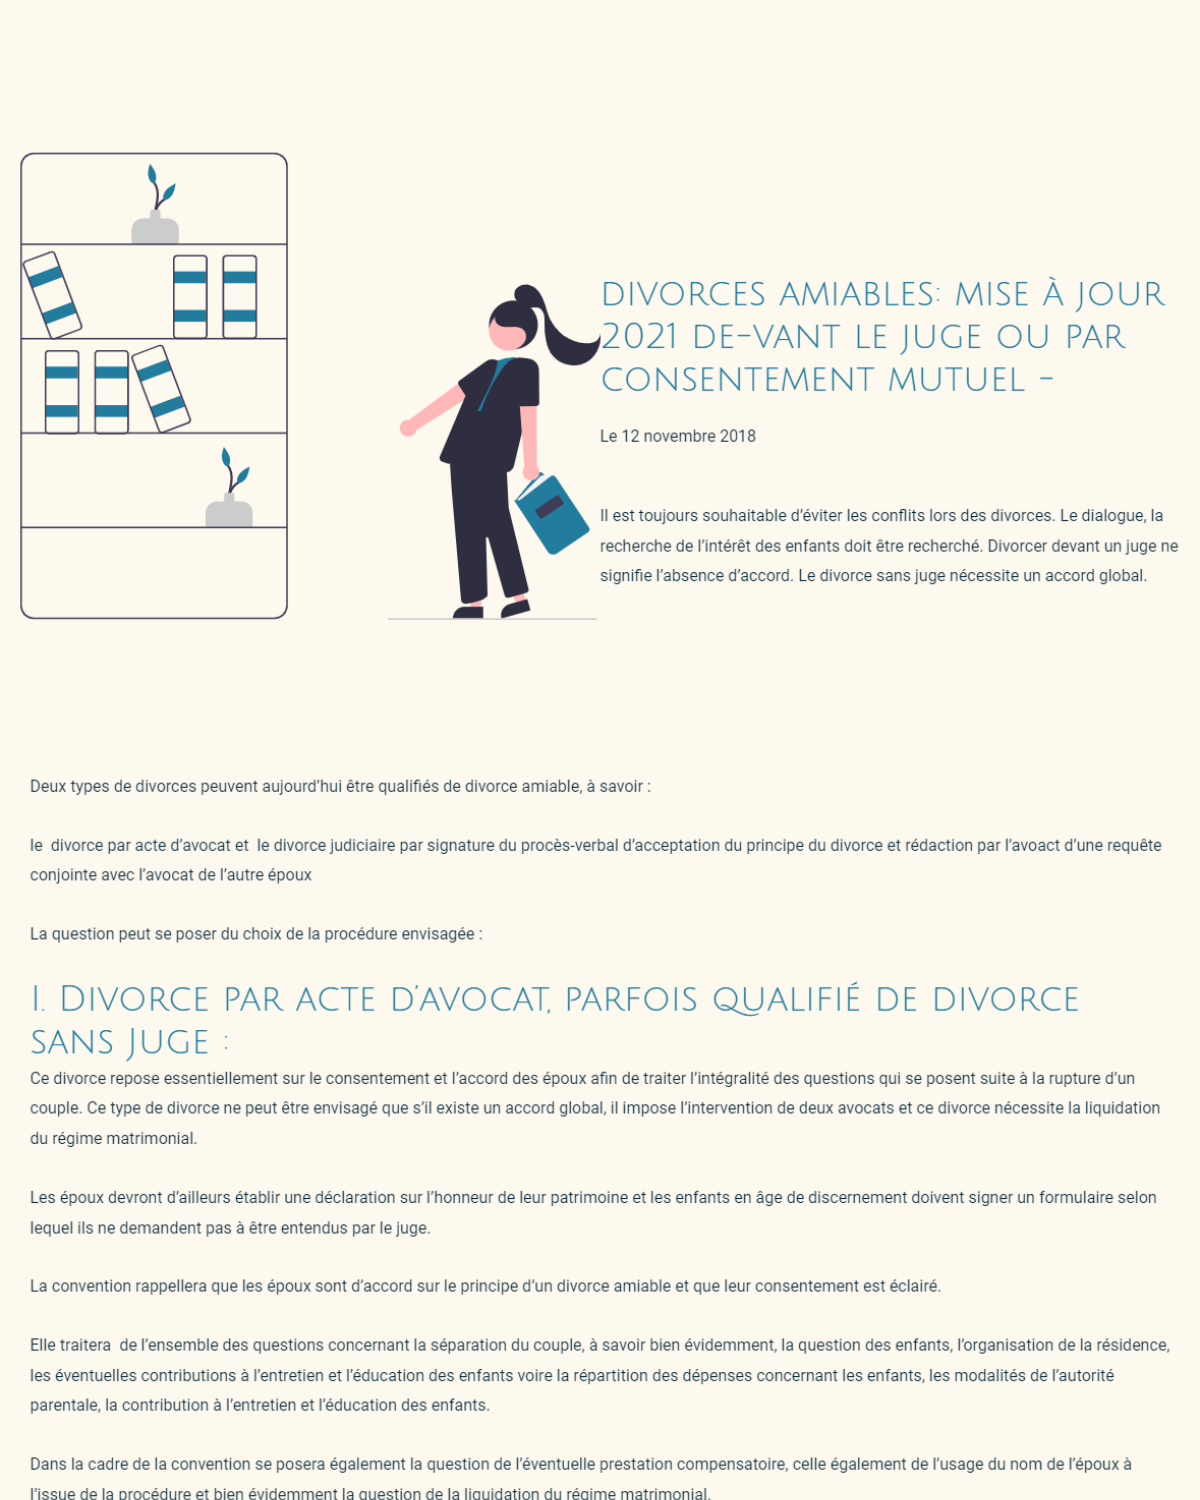 DIVORCES AMIABLES: MISE À JOUR
2021 DE-VANT LE JUGE OU PAR
CONSENTEMENT MUTUEL -
Le 12 novembre 2018
Il est toujours souhaitable d’éviter les conflits lors des divorces. Le dialogue, la
recherche de l’intérêt des enfants doit être recherché. Divorcer devant un juge ne
signifie l’absence d’accord. Le divorce sans juge nécessite un accord global.
Deux types de divorces peuvent aujourd’hui être qualifiés de divorce amiable, à savoir :
le  divorce par acte d’avocat et  le divorce judiciaire par signature du procès-verbal d’acceptation du principe du divorce et rédaction par l’avoact d’une requête
conjointe avec l’avocat de l’autre époux
La question peut se poser du choix de la procédure envisagée :
I. Divorce par acte d’avocat, parfois qualifié de divorce
sans Juge :
Ce divorce repose essentiellement sur le consentement et l’accord des époux afin de traiter l’intégralité des questions qui se posent suite à la rupture d’un
couple. Ce type de divorce ne peut être envisagé que s’il existe un accord global, il impose l’intervention de deux avocats et ce divorce nécessite la liquidation
du régime matrimonial.
Les époux devront d’ailleurs établir une déclaration sur l’honneur de leur patrimoine et les enfants en âge de discernement doivent signer un formulaire selon
lequel ils ne demandent pas à être entendus par le juge.
La convention rappellera que les époux sont d’accord sur le principe d’un divorce amiable et que leur consentement est éclairé.
Elle traitera  de l’ensemble des questions concernant la séparation du couple, à savoir bien évidemment, la question des enfants, l’organisation de la résidence,
les éventuelles contributions à l’entretien et l’éducation des enfants voire la répartition des dépenses concernant les enfants, les modalités de l’autorité
parentale, la contribution à l’entretien et l’éducation des enfants.
Dans la cadre de la convention se posera également la question de l’éventuelle prestation compensatoire, celle également de l’usage du nom de l’époux à
l’issue de la procédure et bien évidemment la question de la liquidation du régime matrimonial.